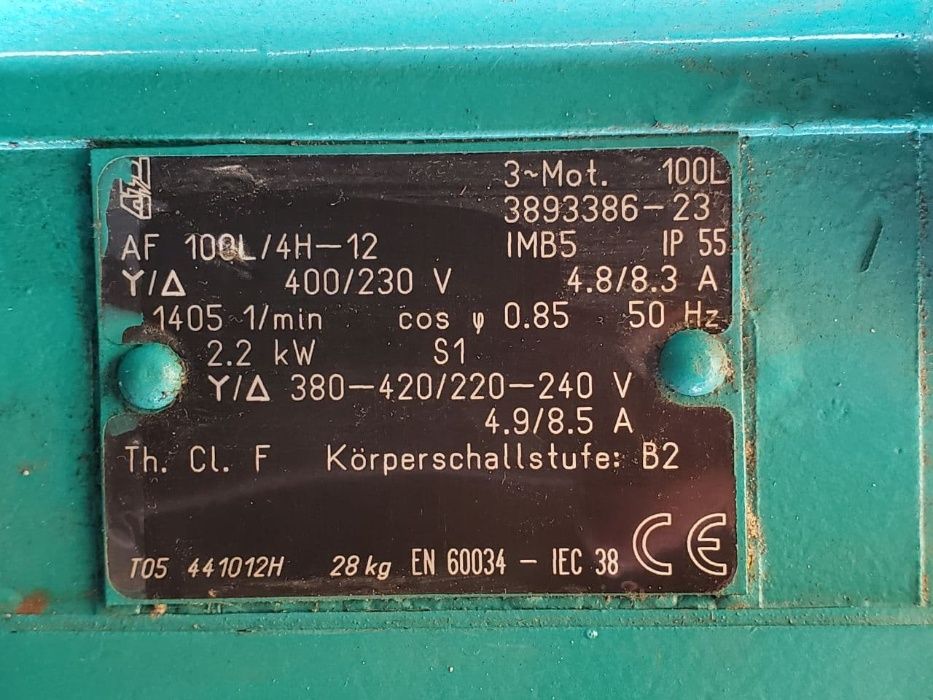 3~Mot. 100L
3893386-23
AF 100L/4H-12 IMB5 IP 55
Y/Δ 400/230 V 4.8/8.3 A
1405 1/min cos φ 0.85 50 Hz
2.2 kW S1
Y/Δ 380-420/220-240 V
4.9/8.5 A
Th. Cl. F Körperschallstufe: B2
T05 441012H 28 kg EN 60034 - IEC 38 CE